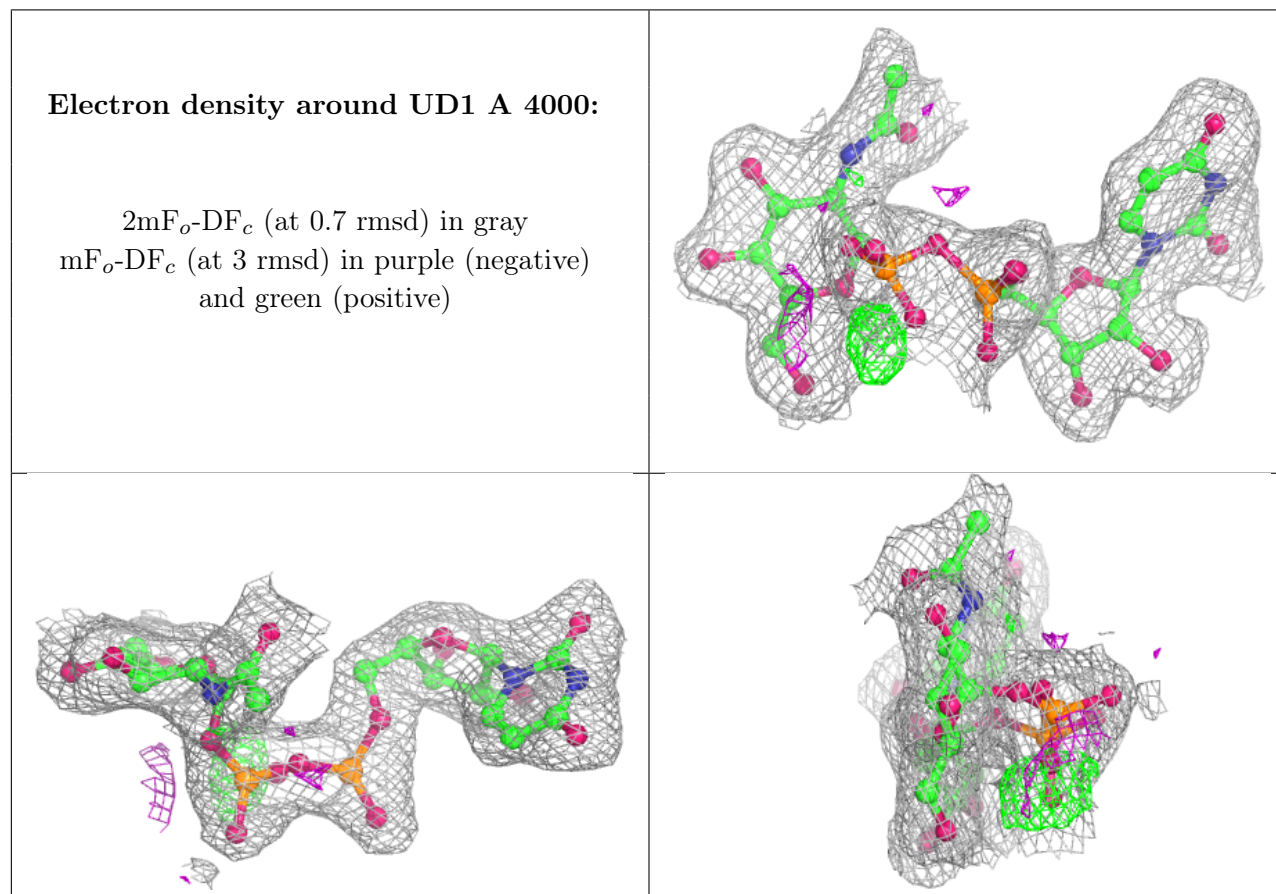 Electron density around UD1 A 4000:
2mFo-DFc (at 0.7 rmsd) in gray
mFo-DFc (at 3 rmsd) in purple (negative)
and green (positive)